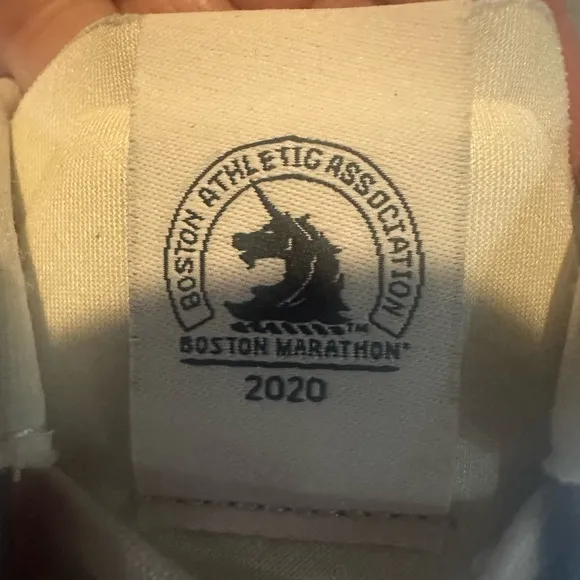 BOSTON ATHLETIC ASSOCIATION
™
BOSTON MARATHON®
2020